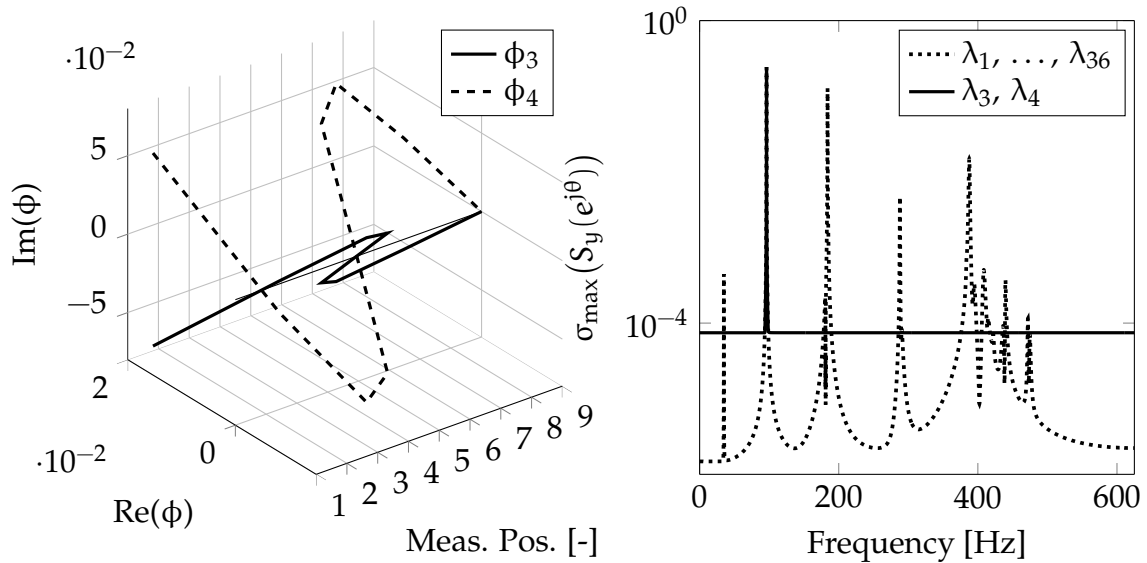 ·10⁻²
ϕ₃
ϕ₄
5
0
−5
Im(ϕ)
2
0
·10⁻²
Re(ϕ)
1 2 3 4 5 6 7 8 9
Meas. Pos. [-]
10⁰
10⁻⁴
σₘₐₓ(S_y(e^{jθ}))
λ₁, …, λ₃₆
λ₃, λ₄
0 200 400 600
Frequency [Hz]